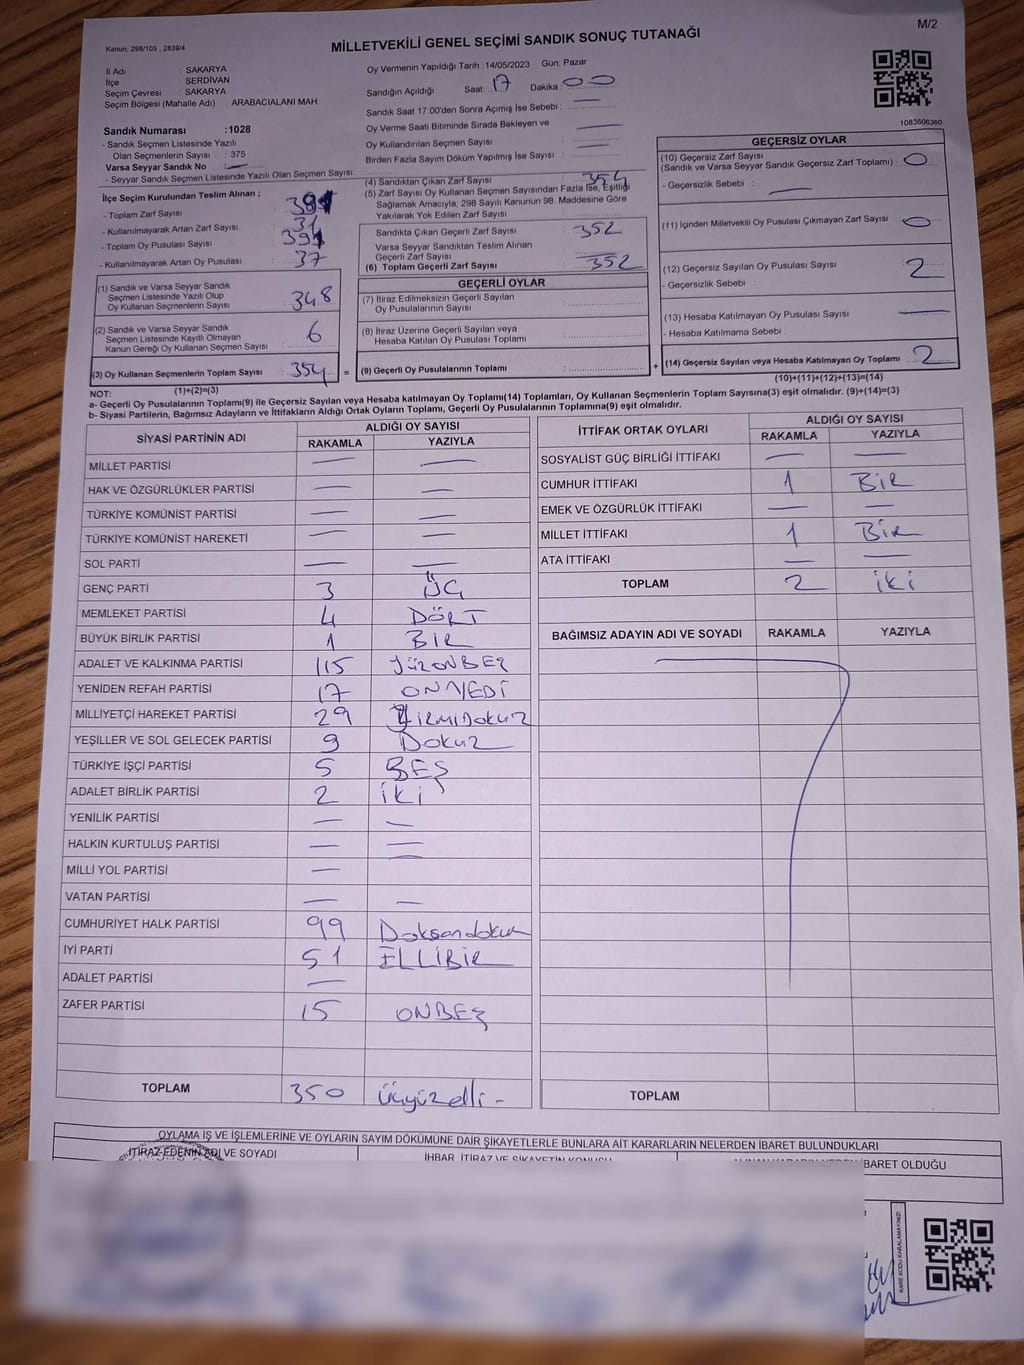 M/2
Kanun; 298/105 , 2839/4
MİLLETVEKİLİ GENEL SEÇİMİ SANDIK SONUÇ TUTANAĞI
İl Adı : SAKARYA
İlçe : SERDİVAN
Seçim Çevresi : SAKARYA
Seçim Bölgesi (Mahalle Adı) : ARABACIALANI MAH.
Oy Vermenin Yapıldığı Tarih :14/05/2023 Gün: Pazar
Sandığın Açıldığı Saat: 17 Dakika: 00
Sandık Saat 17:00'den Sonra Açımış İse Sebebi : —
Oy Verme Saati Bitiminde Sırada Bekleyen ve
Oy Kullandırılan Seçmen Sayısı : —
Birden Fazla Sayım Döküm Yapılmış İse Sayısı : —
1083606360
Sandık Numarası :1028
- Sandık Seçmen Listesinde Yazılı
Olan Seçmenlerin Sayısı : 375
Varsa Seyyar Sandık No : —
- Seyyar Sandık Seçmen Listesinde Yazılı Olan Seçmen Sayısı:
İlçe Seçim Kurulundan Teslim Alınan ;
- Toplam Zarf Sayısı :
- Kullanılmayarak Artan Zarf Sayısı : 31
- Toplam Oy Pusulası Sayısı : 391
- Kullanılmayarak Artan Oy Pusulası : 37
(1) Sandık ve Varsa Seyyar Sandık
Seçmen Listesinde Yazılı Olup
Oy Kullanan Seçmenlerin Sayısı : 348
(2) Sandık ve Varsa Seyyar Sandık
Seçmen Listesinde Kayıtlı Olmayan
Kanun Gereği Oy Kullanan Seçmen Sayısı : 6
(3) Oy Kullanan Seçmenlerin Toplam Sayısı : 354 =
(1)+(2)=(3)
(4) Sandıktan Çıkan Zarf Sayısı : 354
(5) Zarf Sayısı Oy Kullanan Seçmen Sayısından Fazla İse, Eşitliği
Sağlamak Amacıyla; 298 Sayılı Kanunun 98. Maddesine Göre
Yakılarak Yok Edilen Zarf Sayısı :
Sandıkta Çıkan Geçerli Zarf Sayısı : 352
Varsa Seyyar Sandıktan Teslim Alınan
Geçerli Zarf Sayısı : —
(6) Toplam Geçerli Zarf Sayısı : 352
GEÇERLİ OYLAR
(7) İtiraz Edilmeksizin Geçerli Sayılan
Oy Pusulalarının Sayısı :
(8) İtiraz Üzerine Geçerli Sayılan veya
Hesaba Katılan Oy Pusulası Toplamı :
(9) Geçerli Oy Pusulalarının Toplamı : +
GEÇERSİZ OYLAR
(10) Geçersiz Zarf Sayısı : 0
(Sandık ve Varsa Seyyar Sandık Geçersiz Zarf Toplamı)
- Geçersizlik Sebebi : —
(11) İçinden Milletvekili Oy Pusulası Çıkmayan Zarf Sayısı : 0
(12) Geçersiz Sayılan Oy Pusulası Sayısı : 2
- Geçersizlik Sebebi :
(13) Hesaba Katılmayan Oy Pusulası Sayısı : —
- Hesaba Katılmama Sebebi :
(14) Geçersiz Sayılan veya Hesaba Katılmayan Oy Toplamı : 2
(10)+(11)+(12)+(13)=(14)
NOT:
a- Geçerli Oy Pusulalarının Toplamı(9) ile Geçersiz Sayılan veya Hesaba katılmayan Oy Toplamı(14) Toplamları, Oy Kullanan Seçmenlerin Toplam Sayısına(3) eşit olmalıdır. (9)+(14)=(3)
b- Siyasi Partilerin, Bağımsız Adayların ve İttifakların Aldığı Ortak Oyların Toplamı, Geçerli Oy Pusulalarının Toplamına(9) eşit olmalıdır.
SİYASİ PARTİNİN ADI ALDIĞI OY SAYISI
RAKAMLA YAZIYLA
MİLLET PARTİSİ — —
HAK VE ÖZGÜRLÜKLER PARTİSİ — —
TÜRKİYE KOMÜNİST PARTİSİ — —
TÜRKİYE KOMÜNİST HAREKETİ — —
SOL PARTİ — —
GENÇ PARTİ 3 ÜÇ
MEMLEKET PARTİSİ 4 DÖRT
BÜYÜK BİRLİK PARTİSİ 1 BİR
ADALET VE KALKINMA PARTİSİ 115 YÜZONBEŞ
YENİDEN REFAH PARTİSİ 17 ONYEDİ
MİLLİYETÇİ HAREKET PARTİSİ 29 YİRMİDOKUZ
YEŞİLLER VE SOL GELECEK PARTİSİ 9 DOKUZ
TÜRKİYE İŞÇİ PARTİSİ 5 BEŞ
ADALET BİRLİK PARTİSİ 2 İKİ
YENİLİK PARTİSİ — —
HALKIN KURTULUŞ PARTİSİ — —
MİLLİ YOL PARTİSİ —
VATAN PARTİSİ — —
CUMHURİYET HALK PARTİSİ 99 Doksandokuz
İYİ PARTİ 51 ELLİBİR
ADALET PARTİSİ —
ZAFER PARTİSİ 15 ONBEŞ
TOPLAM 350 Üçyüzelli -
İTTİFAK ORTAK OYLARI ALDIĞI OY SAYISI
RAKAMLA YAZIYLA
SOSYALİST GÜÇ BİRLİĞİ İTTİFAKI — —
CUMHUR İTTİFAKI 1 BİR
EMEK VE ÖZGÜRLÜK İTTİFAKI — —
MİLLET İTTİFAKI 1 BİR
ATA İTTİFAKI — —
TOPLAM 2 İKİ
BAĞIMSIZ ADAYIN ADI VE SOYADI RAKAMLA YAZIYLA
TOPLAM
OYLAMA İŞ VE İŞLEMLERİNE VE OYLARIN SAYIM DÖKÜMÜNE DAİR ŞİKAYETLERLE BUNLARA AİT KARARLARIN NELERDEN İBARET BULUNDUKLARI
İTİRAZ EDENİN ADI VE SOYADI İHBAR, İTİRAZ VE ŞİKAYETİN KONUSU İBARET OLDUĞU
KARE KODU KARALAMAYINIZ!